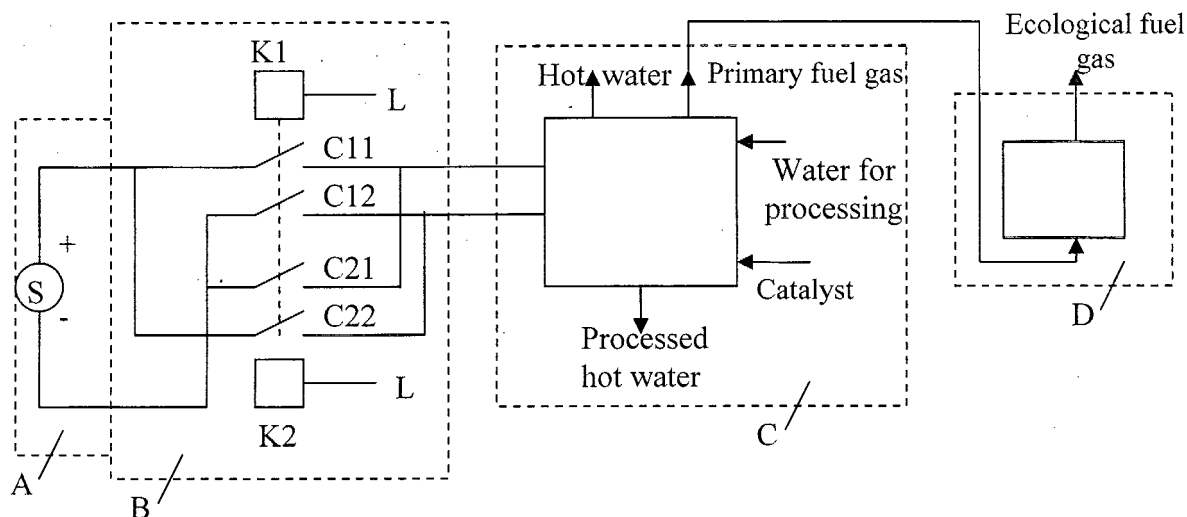 Ecological fuel
gas
K1
L
Hot water
Primary fuel gas
C11
C12
Water for
processing
+
S
-
C21
C22
Catalyst
D
Processed
hot water
L
K2
C
A
B